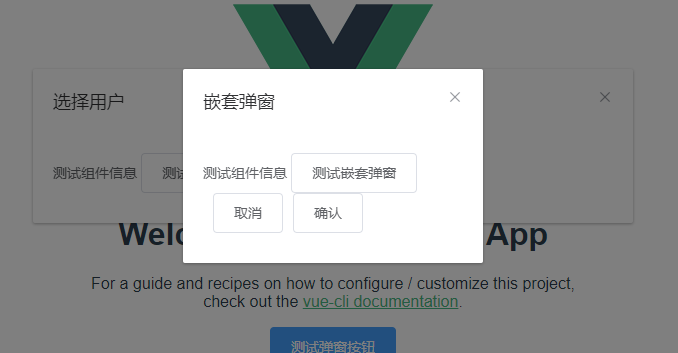 选择用户
嵌套弹窗
测试组件信息 测试
测试组件信息 测试嵌套弹窗
取消 确认
Welc App
For a guide and recipes on how to configure / customize this project,
check out the vue-cli documentation.
测试弹窗按钮